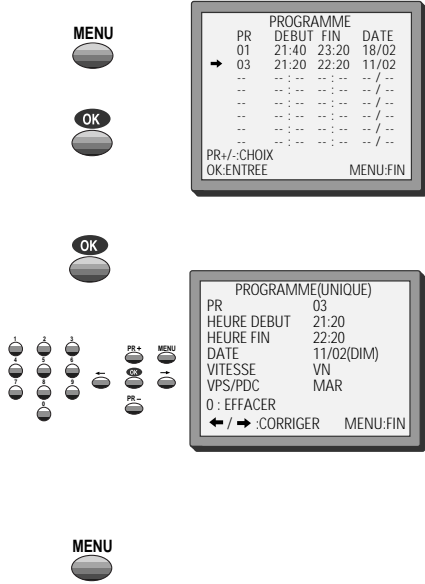 MENU
OK
PROGRAMME
PR DEBUT FIN DATE
01 21:40 23:20 18/02
03 21:20 22:20 11/02
-- -- : -- -- : -- -- / --
-- -- : -- -- : -- -- / --
-- -- : -- -- : -- -- / --
-- -- : -- -- : -- -- / --
-- -- : -- -- : -- -- / --
-- -- : -- -- : -- -- / --
PR+/-:CHOIX
OK:ENTREE MENU:FIN
OK
1 2 3
4 5 6
7 8 9
0
PR + MENU
OK
PR –
PROGRAMME(UNIQUE)
PR 03
HEURE DEBUT 21:20
HEURE FIN 22:20
DATE 11/02(DIM)
VITESSE VN
VPS/PDC MAR
0 : EFFACER
← / → :CORRIGER MENU:FIN
MENU